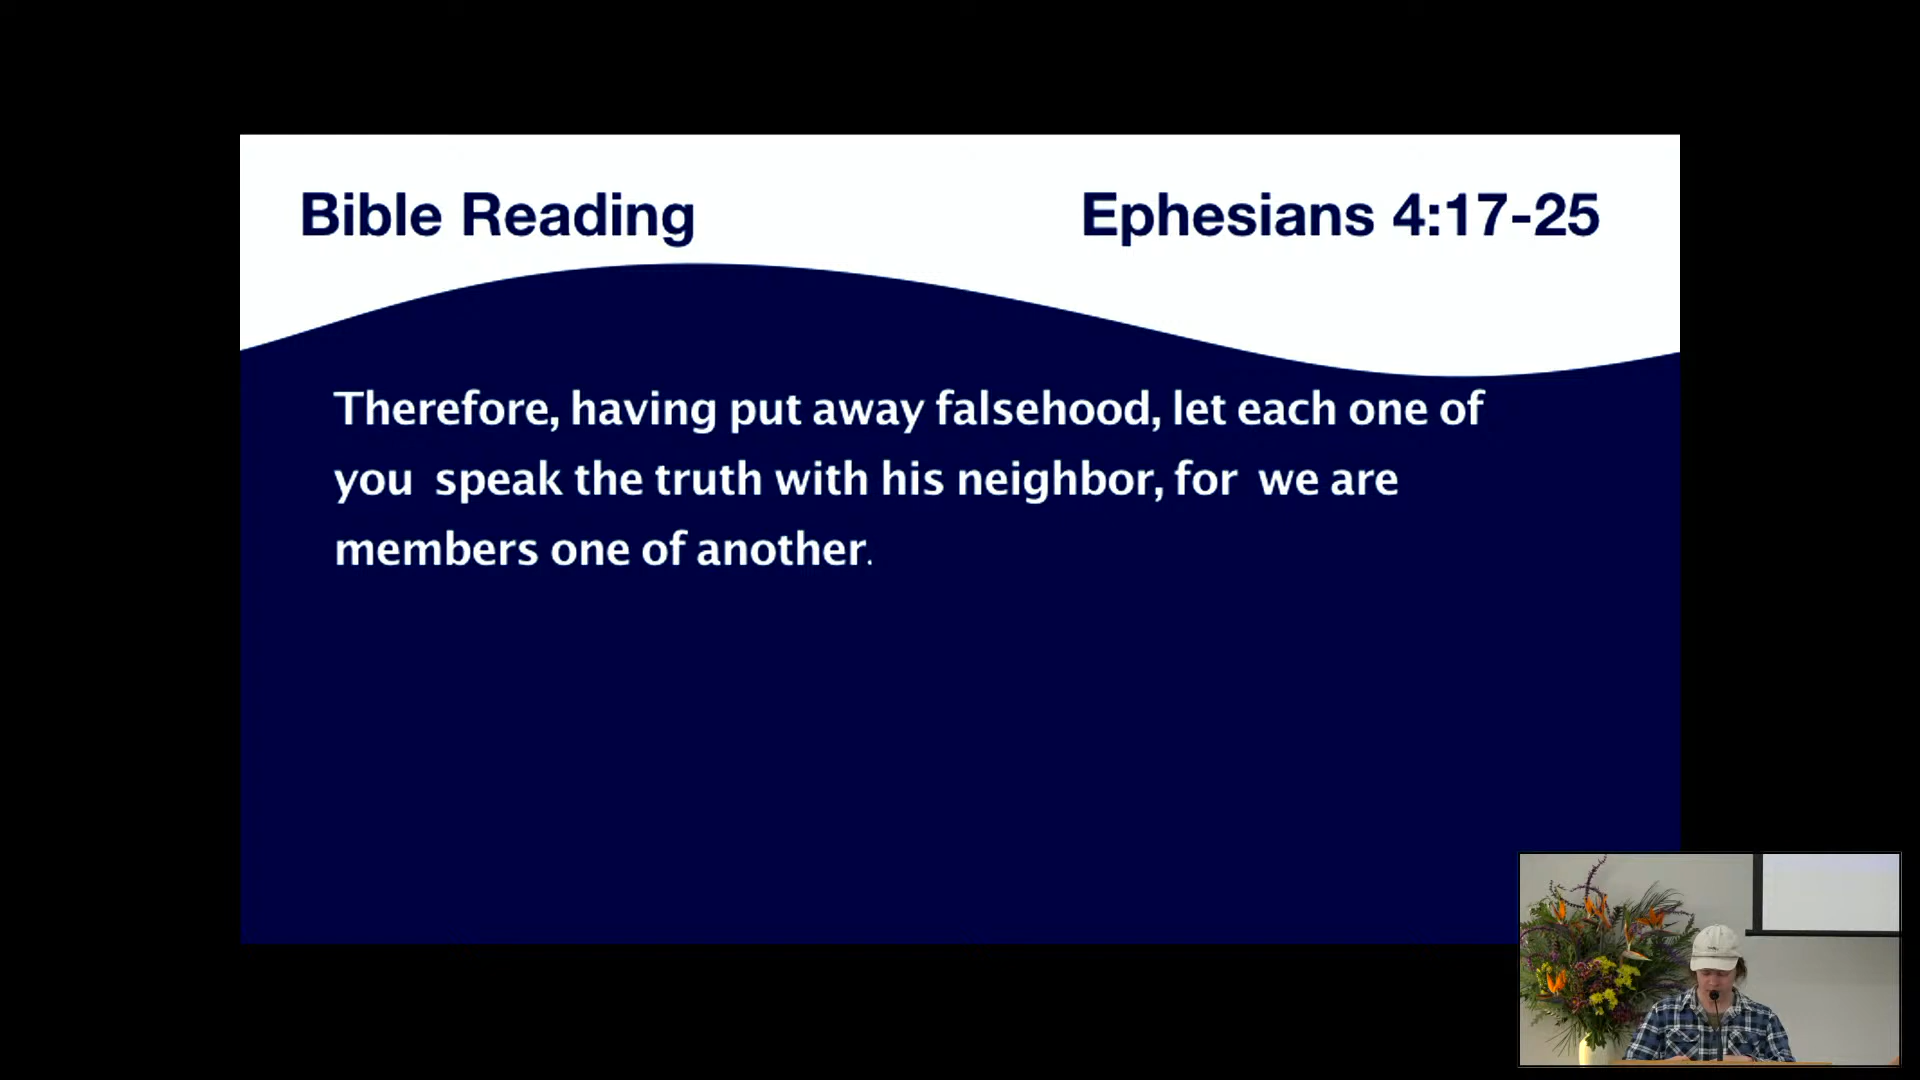 Bible Reading
Ephesians 4:17-25
Therefore, having put away falsehood, let each one of
you  speak the truth with his neighbor, for  we are
members one of another.